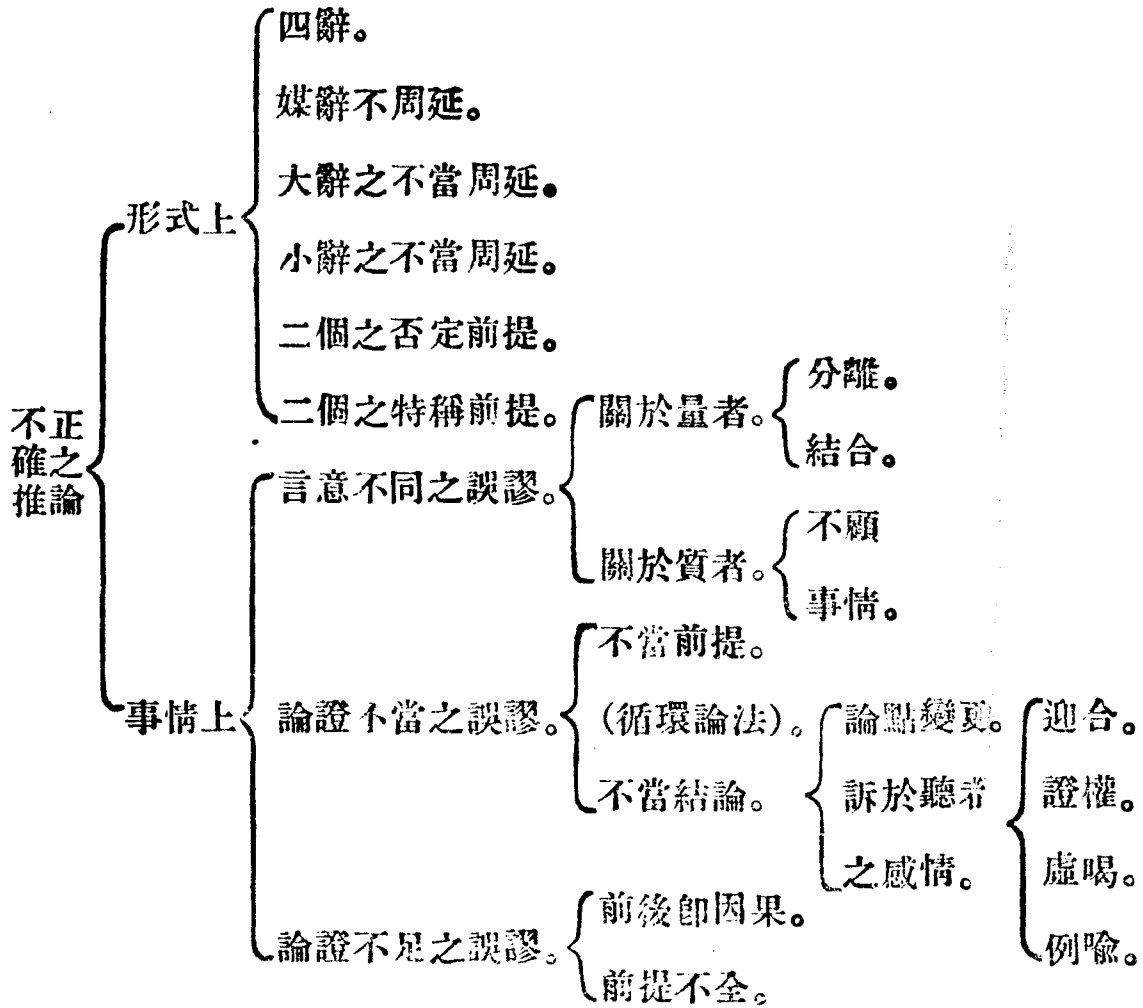 不正
確之
推論
形式上
四辭。
媒辭不周延。
大辭之不當周延。
小辭之不當周延。
二個之否定前提。
二個之特稱前提。
事情上
言意不同之誤謬。
關於量者。
分離。
結合。
關於質者。
不顧
事情。
論證不當之誤謬。
不當前提。
(循環論法)。
不當結論。
論點變更。
訴於聽者
之感情。
迎合。
證權。
虛喝。
例喩。
論證不足之誤謬。
前後卽因果。
前提不全。